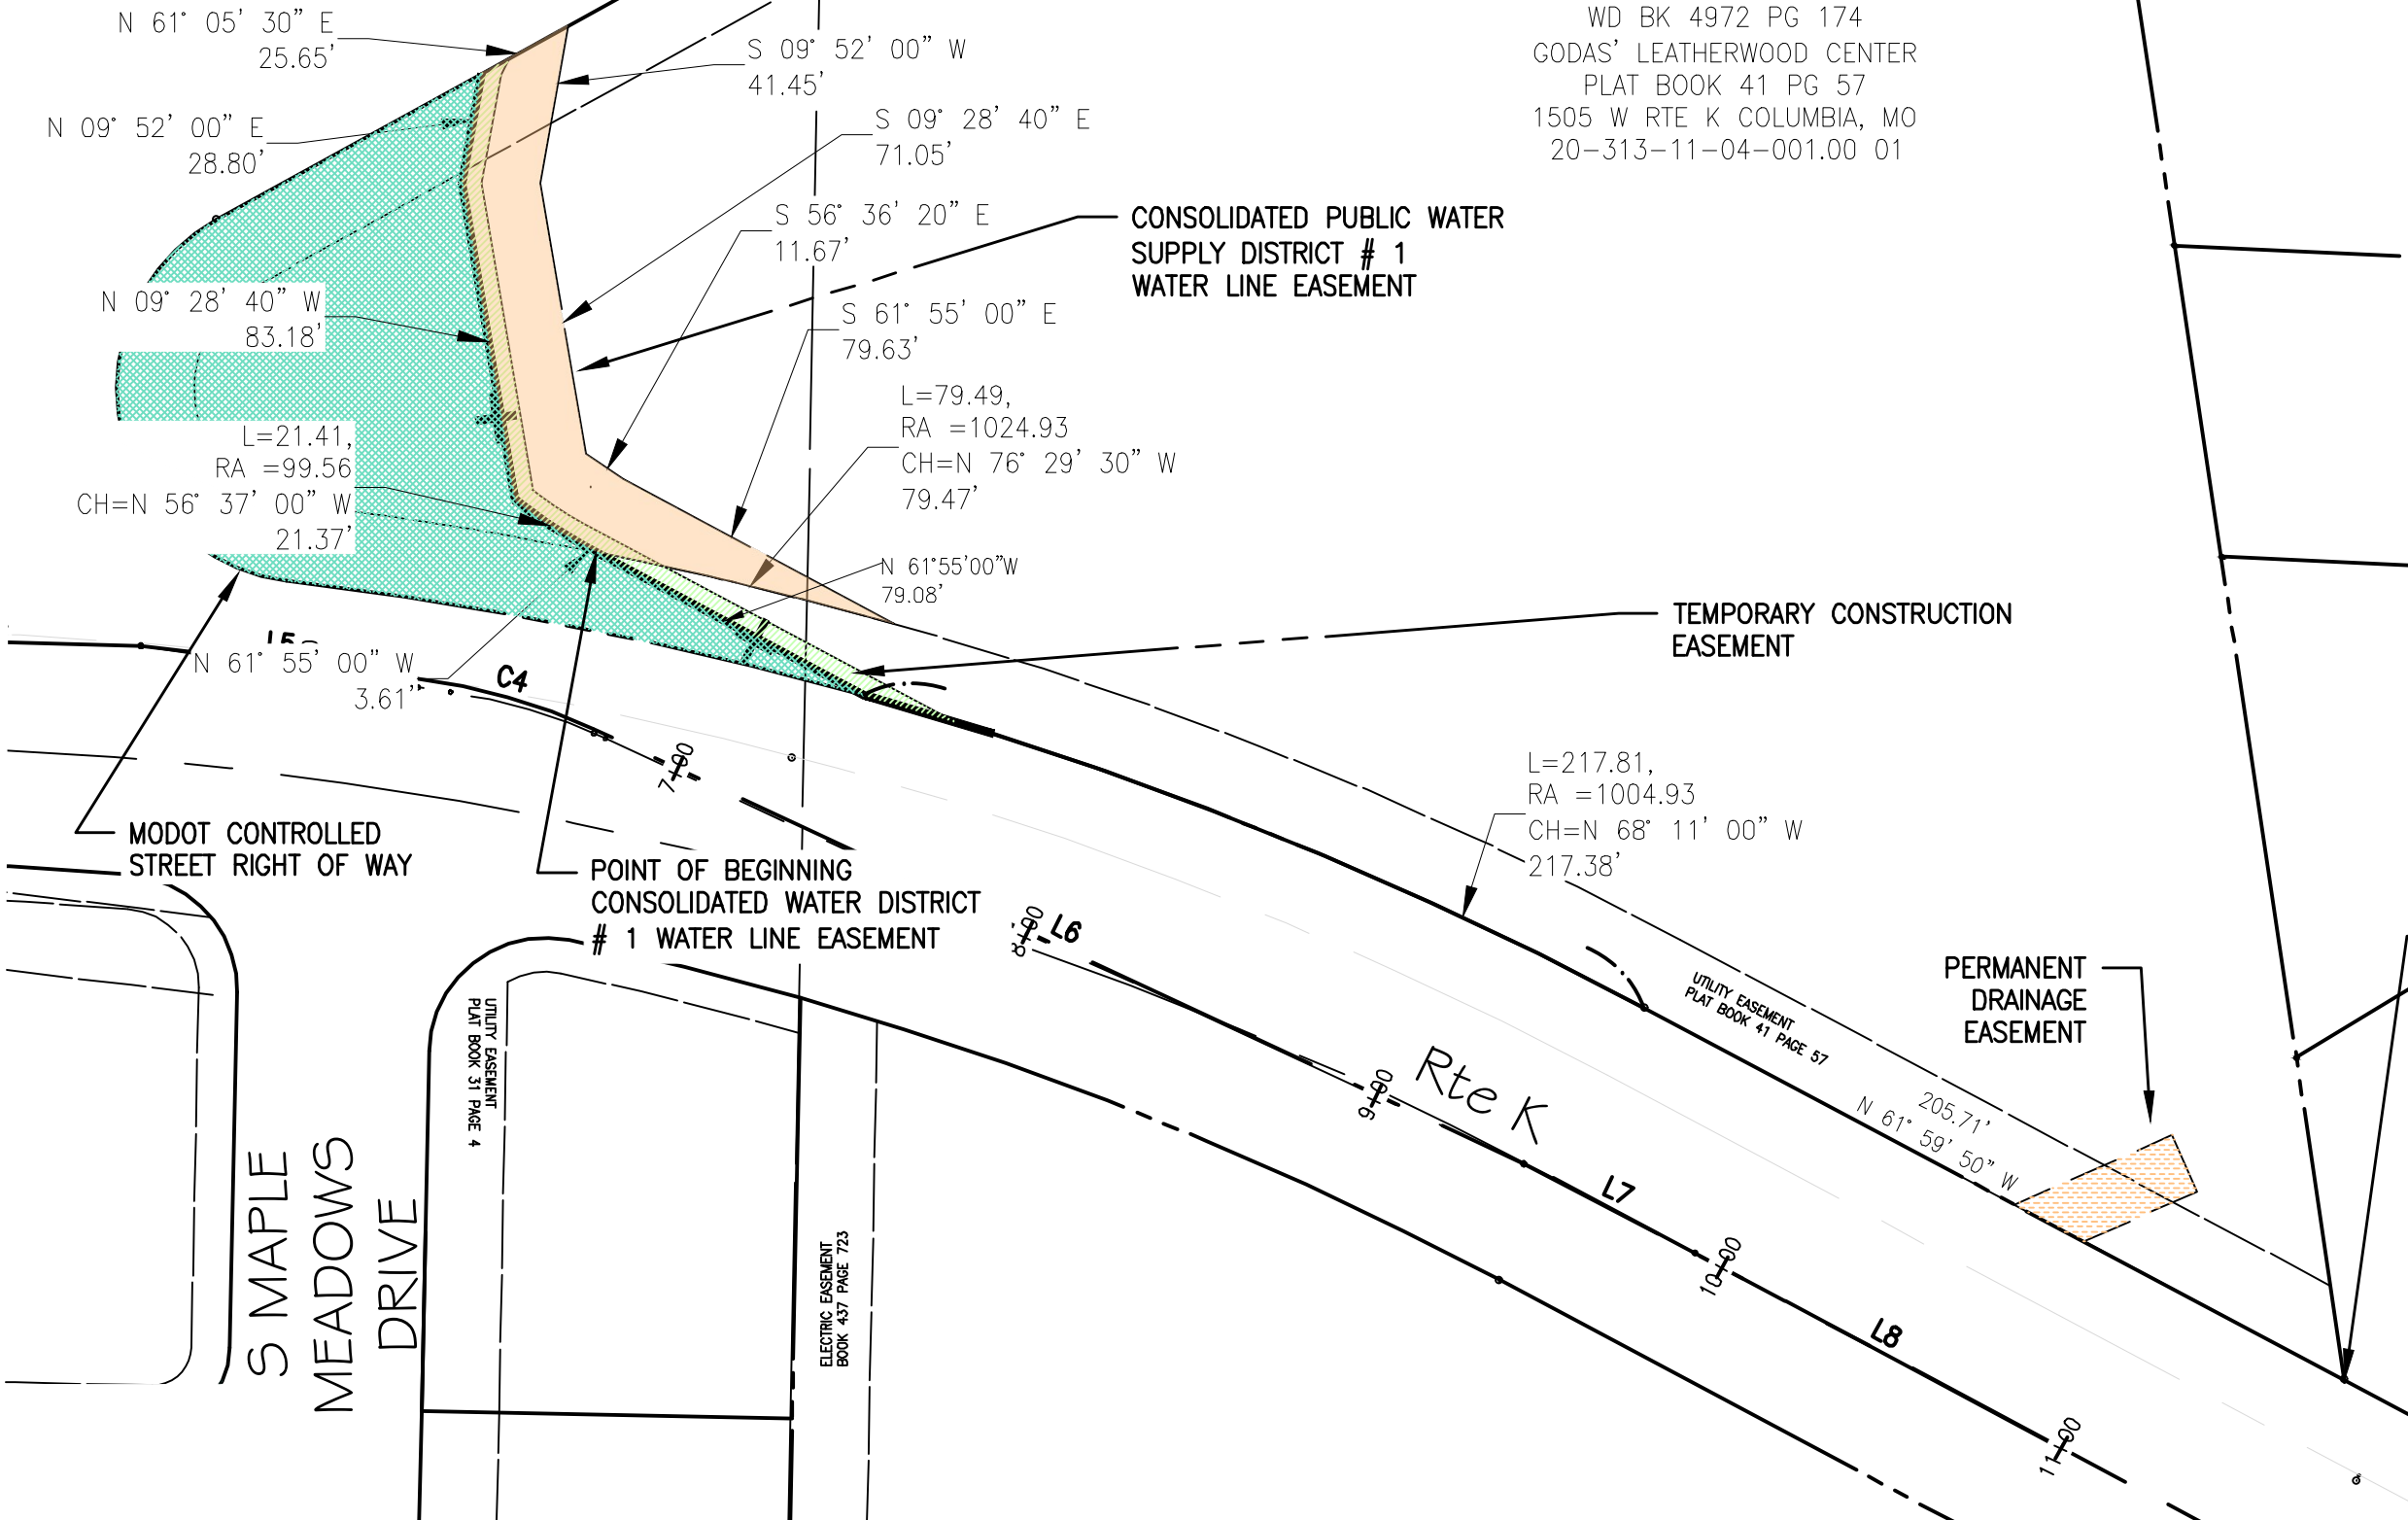 N 61° 05' 30" E
25.65'
N 09° 52' 00" E
28.80'
N 09° 28' 40" W
83.18'
L=21.41,
RA =99.56
CH=N 56° 37' 00" W
21.37'
N 61° 55' 00" W
3.61'
S 09° 52' 00" W
41.45'
S 09° 28' 40" E
71.05'
S 56° 36' 20" E
11.67'
S 61° 55' 00" E
79.63'
L=79.49,
RA =1024.93
CH=N 76° 29' 30" W
79.47'
N 61°55'00"W
79.08'
WD BK 4972 PG 174
GODAS' LEATHERWOOD CENTER
PLAT BOOK 41 PG 57
1505 W RTE K COLUMBIA, MO
20-313-11-04-001.00 01
CONSOLIDATED PUBLIC WATER
SUPPLY DISTRICT # 1
WATER LINE EASEMENT
TEMPORARY CONSTRUCTION
EASEMENT
L=217.81,
RA =1004.93
CH=N 68° 11' 00" W
217.38'
C4
7+00
MODOT CONTROLLED
STREET RIGHT OF WAY
POINT OF BEGINNING
CONSOLIDATED WATER DISTRICT
# 1 WATER LINE EASEMENT
8+00
L6
9+00
Rte K
L7
10+00
L8
11+00
UTILITY EASEMENT
PLAT BOOK 41 PAGE 57
PERMANENT
DRAINAGE
EASEMENT
205.71'
N 61° 59' 50" W
UTILITY EASEMENT
PLAT BOOK 31 PAGE 4
S MAPLE
MEADOWS
DRIVE
ELECTRIC EASEMENT
BOOK 437 PAGE 723